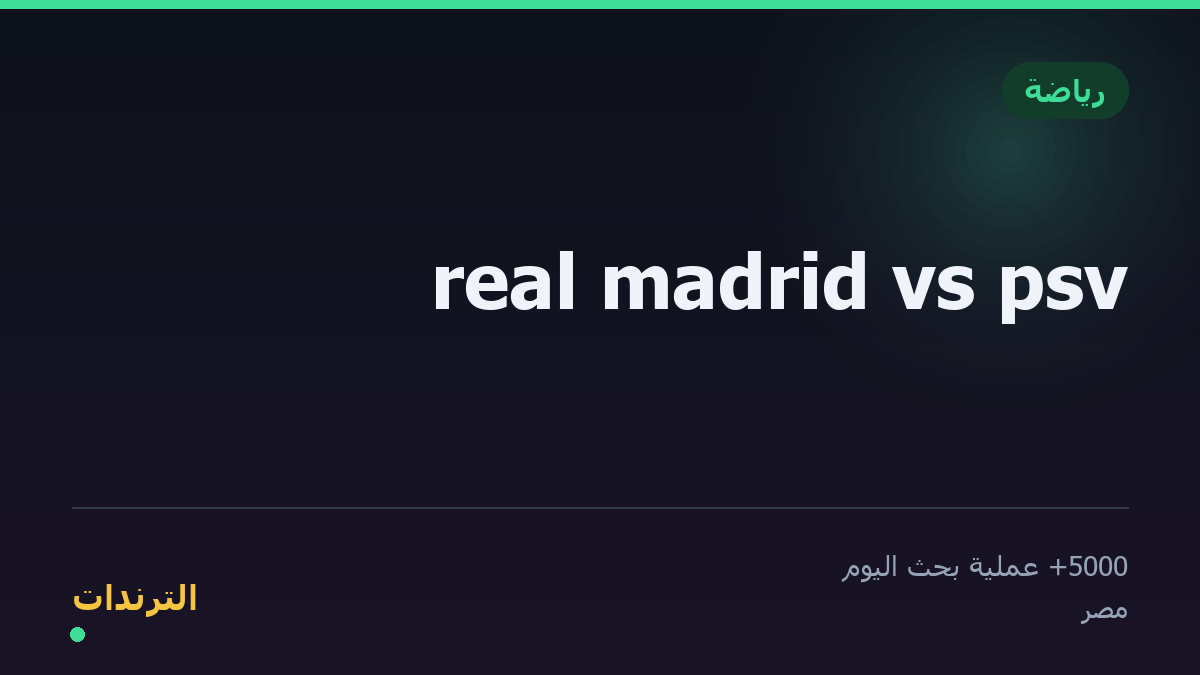 رياضة
real madrid vs psv
5000+ عملية بحث اليوم
مصر
الترندات